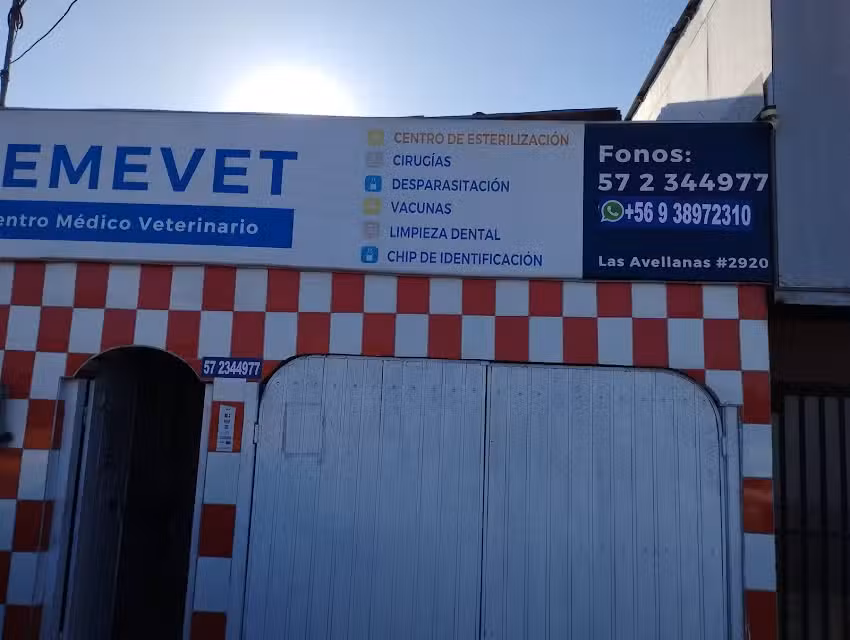 EMEVET
entro Médico Veterinario
CENTRO DE ESTERILIZACIÓN
CIRUGÍAS
DESPARASITACIÓN
VACUNAS
LIMPIEZA DENTAL
CHIP DE IDENTIFICACIÓN
Fonos:
57 2 344977
+56 9 38972310
Las Avellanas #2920
57 2344977